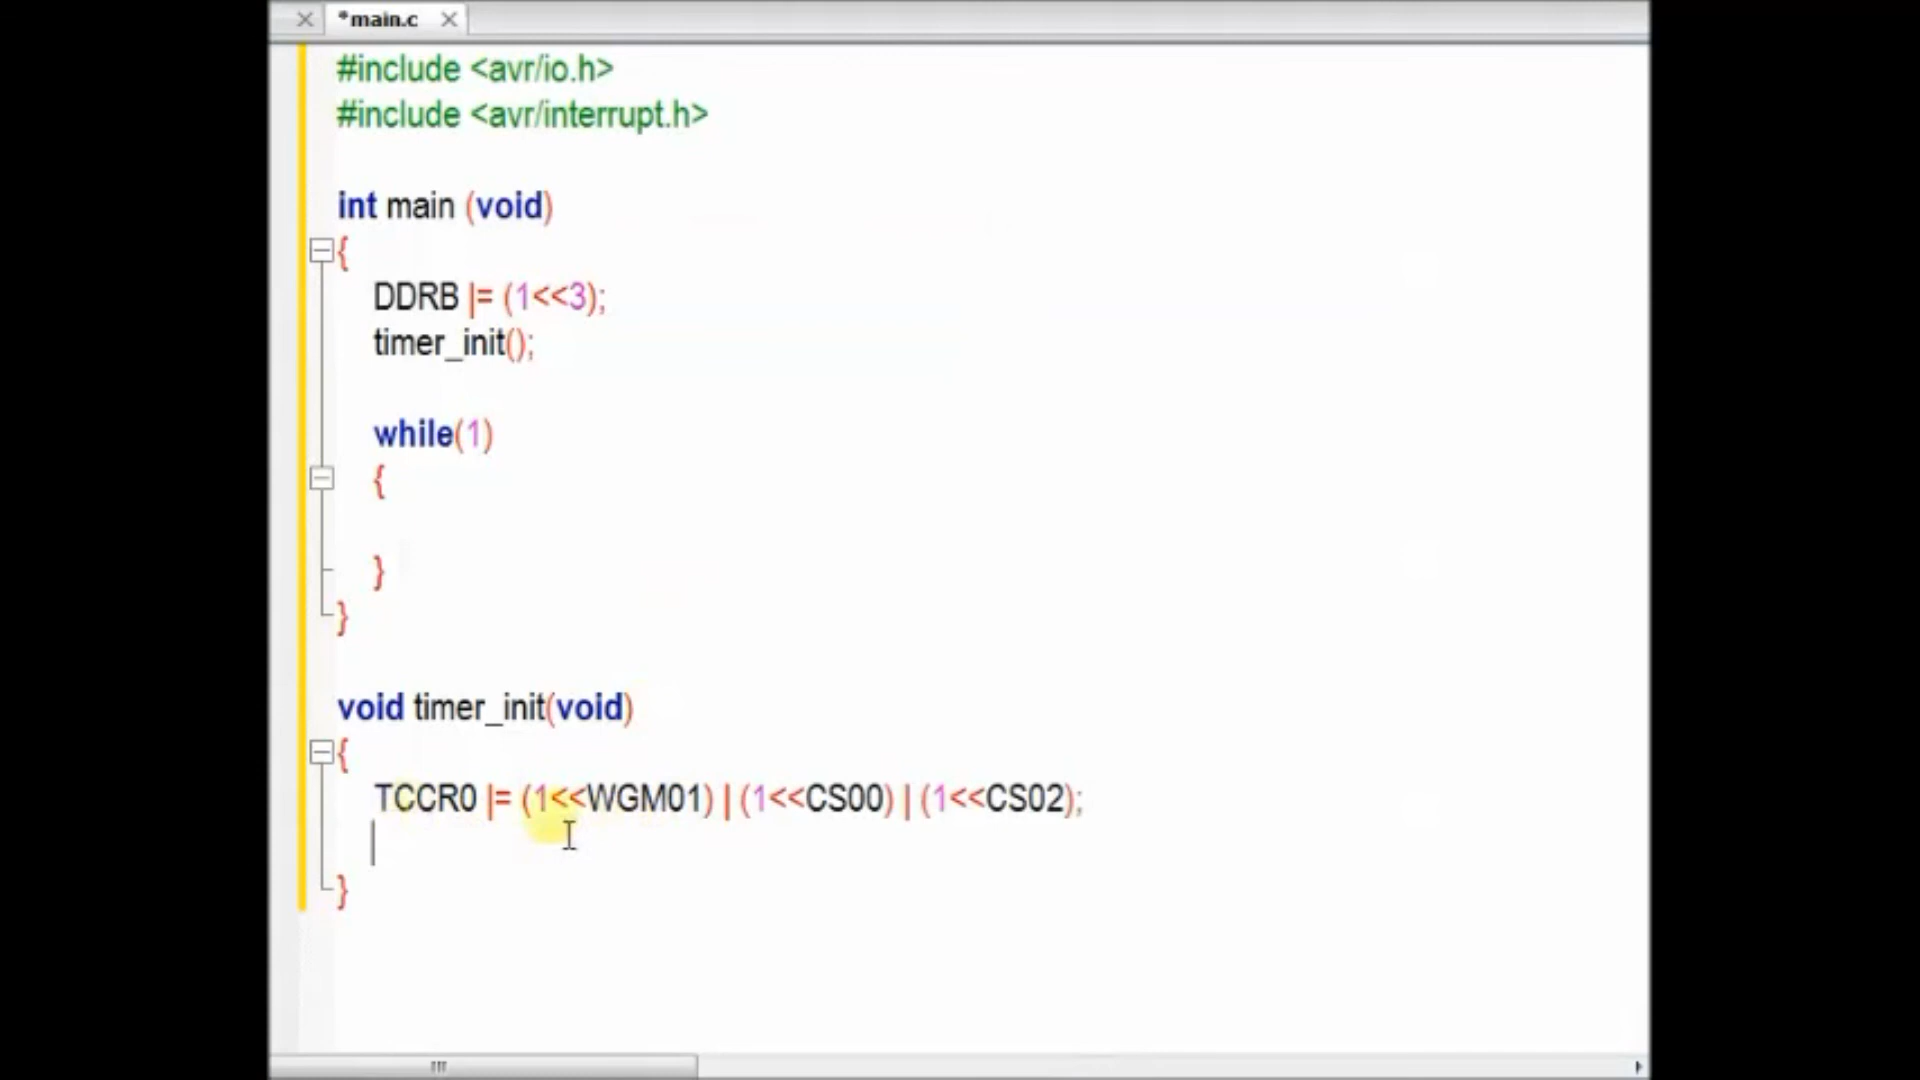 *main.c
#include <avr/io.h>
#include <avr/interrupt.h>
int main (void)
{
DDRB |= (1<<3);
timer_init();
while(1)
{
}
}
void timer_init(void)
{
TCCR0 |= (1<<WGM01) | (1<<CS00) | (1<<CS02);
}